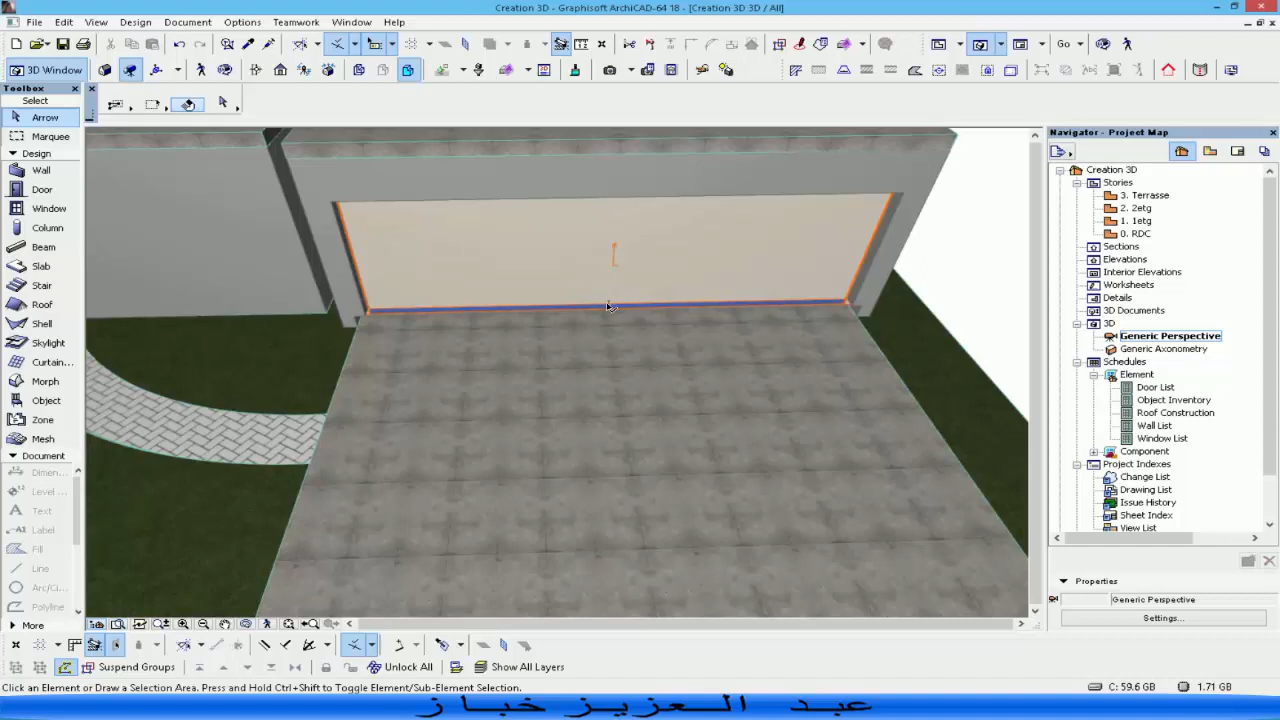 Creation 3D - Graphisoft ArchiCAD-64 18 - [Creation 3D 3D / All]
File Edit View Design Document Options Teamwork Window Help
Go
3D Window
Toolbox
Select
Arrow
Marquee
Design
Wall
Door
Window
Column
Beam
Slab
Stair
Roof
Shell
Skylight
Curtain...
Morph
Object
Zone
Mesh
Document
Dimen...
Level ...
Text
Label
Fill
Line
Arc/Ci...
Polyline
More
Navigator - Project Map
Creation 3D
Stories
3. Terrasse
2. 2etg
1. 1etg
0. RDC
Sections
Elevations
Interior Elevations
Worksheets
Details
3D Documents
3D
Generic Perspective
Generic Axonometry
Schedules
Element
Door List
Object Inventory
Roof Construction
Wall List
Window List
Component
Project Indexes
Change List
Drawing List
Issue History
Sheet Index
View List
Properties
Generic Perspective
Settings...
Suspend Groups
Unlock All
Show All Layers
Click an Element or Draw a Selection Area. Press and Hold Ctrl+Shift to Toggle Element/Sub-Element Selection.
C: 59.6 GB
1.71 GB
عبد العزيز خباز